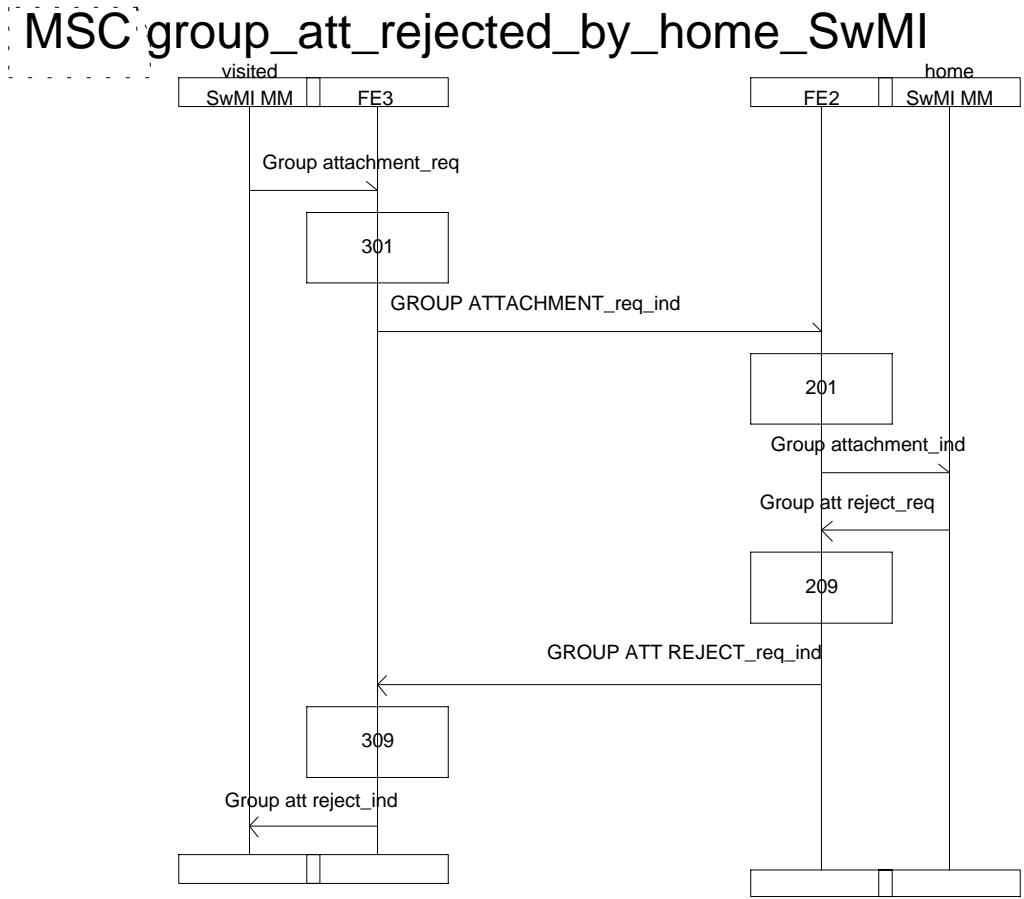 MSC group_att_rejected_by_home_SwMI
visited
SwMI MM
FE3
FE2
home
SwMI MM
Group attachment_req
301
GROUP ATTACHMENT_req_ind
201
Group attachment_ind
Group att reject_req
209
GROUP ATT REJECT_req_ind
309
Group att reject_ind